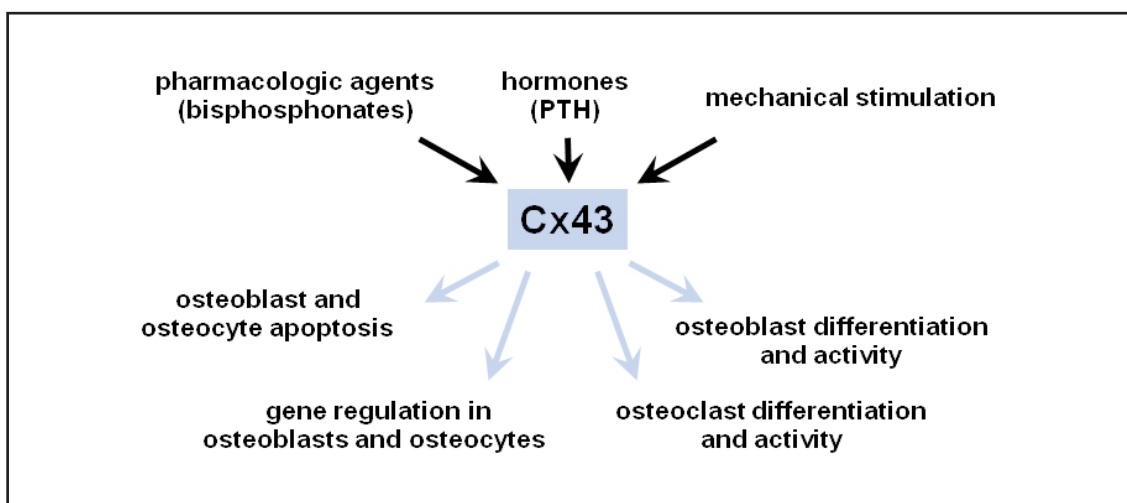 pharmacologic agents
(bisphosphonates)
hormones
(PTH)
mechanical stimulation
Cx43
osteoblast and
osteocyte apoptosis
osteoblast differentiation
and activity
gene regulation in
osteoblasts and osteocytes
osteoclast differentiation
and activity